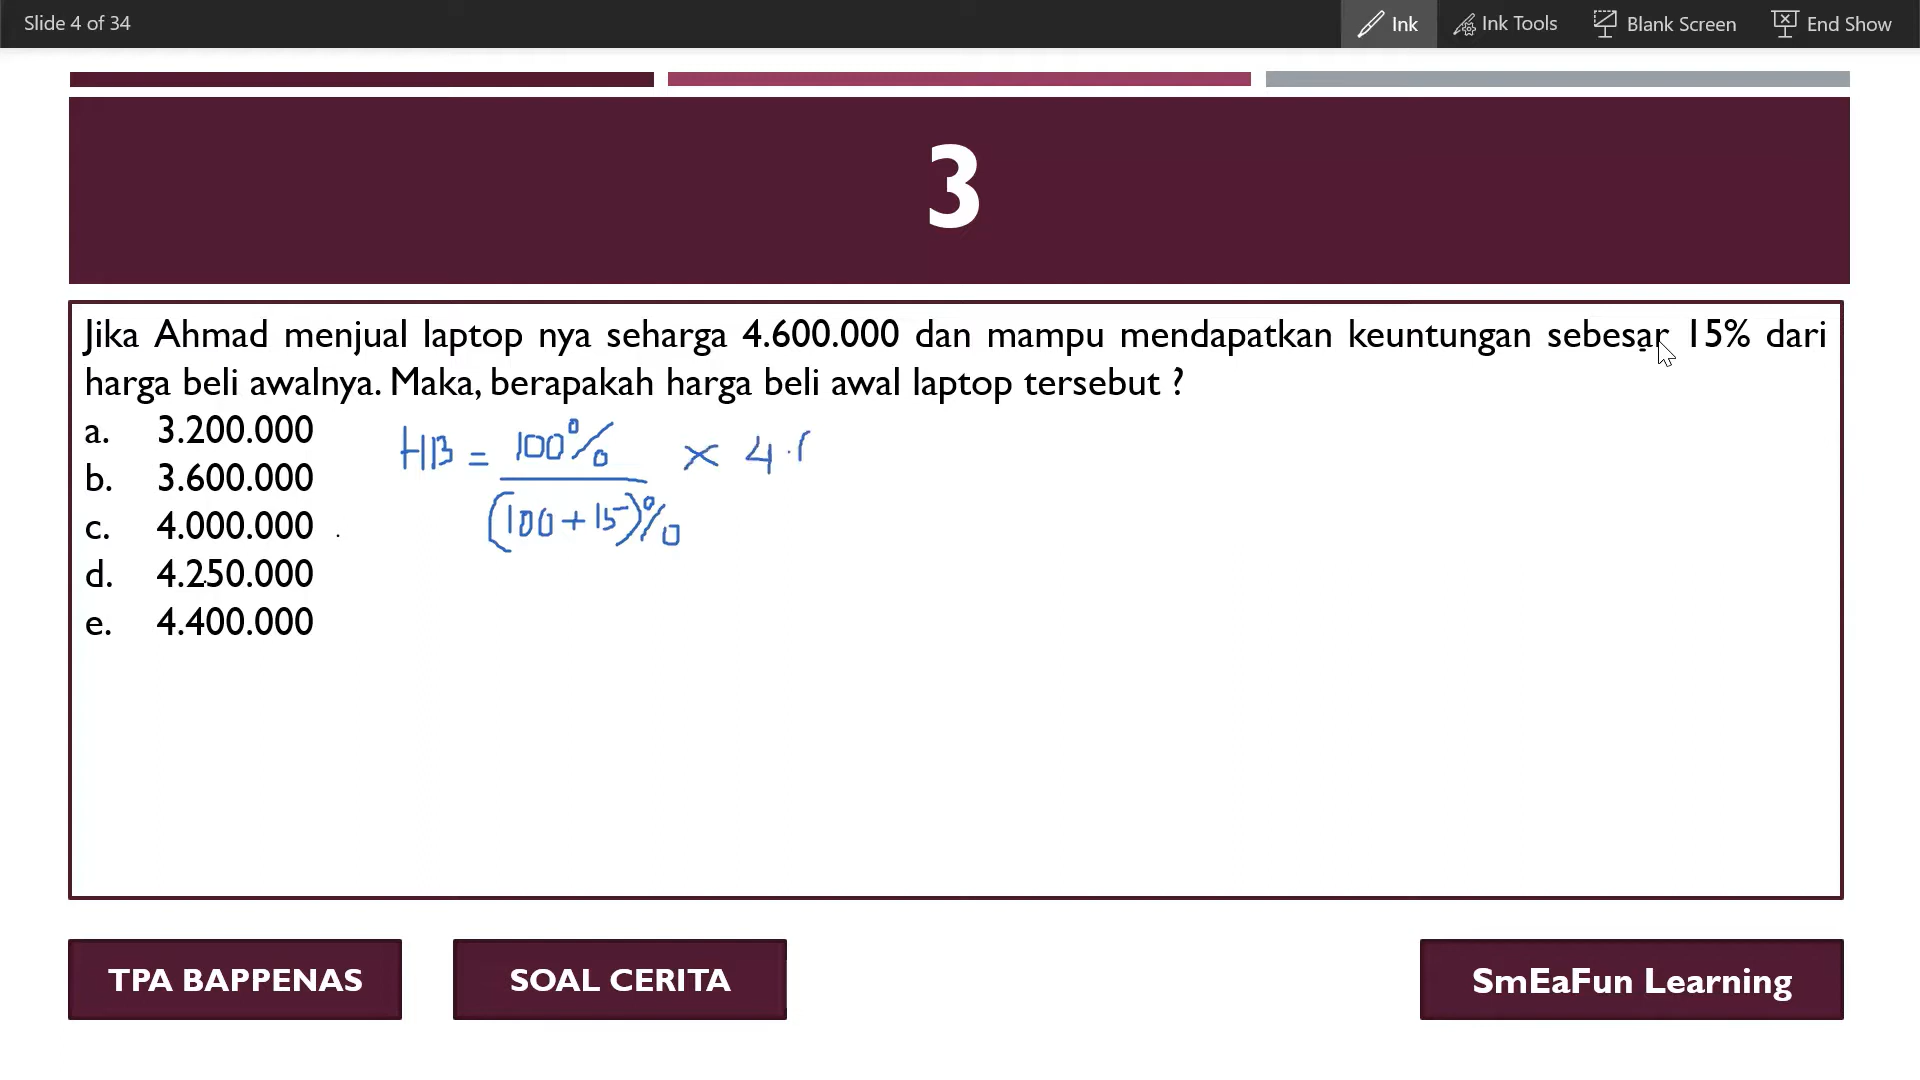 Slide 4 of 34
Ink
Ink Tools
Blank Screen
End Show
3
Jika Ahmad menjual laptop nya seharga 4.600.000 dan mampu mendapatkan keuntungan sebesar 15% dari
harga beli awalnya. Maka, berapakah harga beli awal laptop tersebut ?
a. 3.200.000
b. 3.600.000
c. 4.000.000
d. 4.250.000
e. 4.400.000
HB = 100% × 4.
(100+15)%
TPA BAPPENAS
SOAL CERITA
SmEaFun Learning